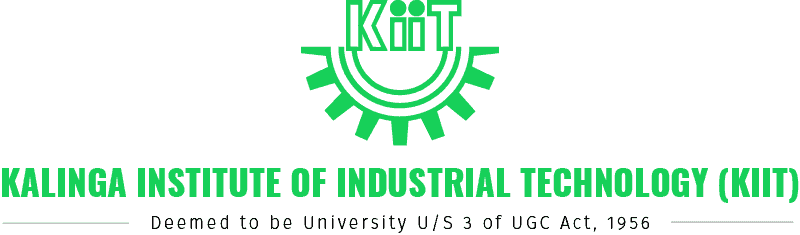 KiiT
KALINGA INSTITUTE OF INDUSTRIAL TECHNOLOGY (KIIT)
Deemed to be University U/S 3 of UGC Act, 1956